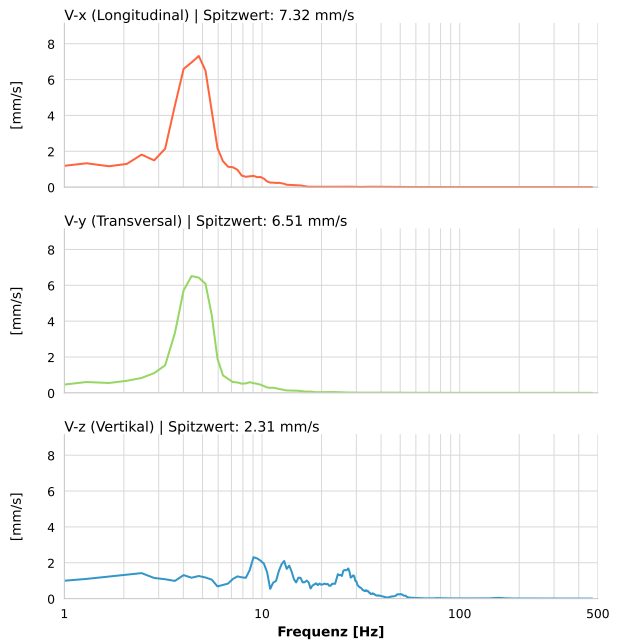 V-x (Longitudinal) | Spitzwert: 7.32 mm/s
8
6
4
2
0
[mm/s]
V-y (Transversal) | Spitzwert: 6.51 mm/s
8
6
4
2
0
[mm/s]
V-z (Vertikal) | Spitzwert: 2.31 mm/s
8
6
4
2
0
[mm/s]
1 10 100 500
Frequenz [Hz]